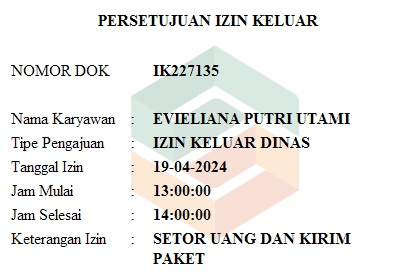 PERSETUJUAN IZIN KELUAR
NOMOR DOK IK227135
Nama Karyawan : EVIELIANA PUTRI UTAMI
Tipe Pengajuan : IZIN KELUAR DINAS
Tanggal Izin : 19-04-2024
Jam Mulai : 13:00:00
Jam Selesai : 14:00:00
Keterangan Izin : SETOR UANG DAN KIRIM
PAKET